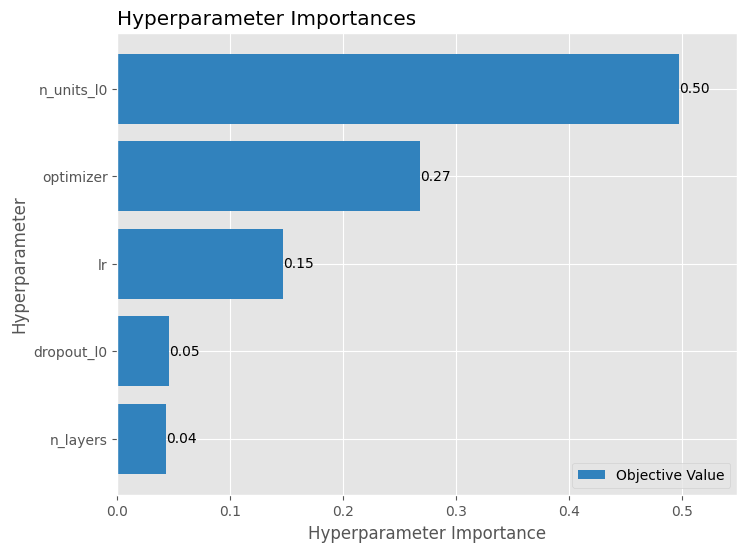 Hyperparameter Importances
Hyperparameter
n_units_l0
0.50
optimizer
0.27
lr
0.15
dropout_l0
0.05
n_layers
0.04
Objective Value
0.0
0.1
0.2
0.3
0.4
0.5
Hyperparameter Importance